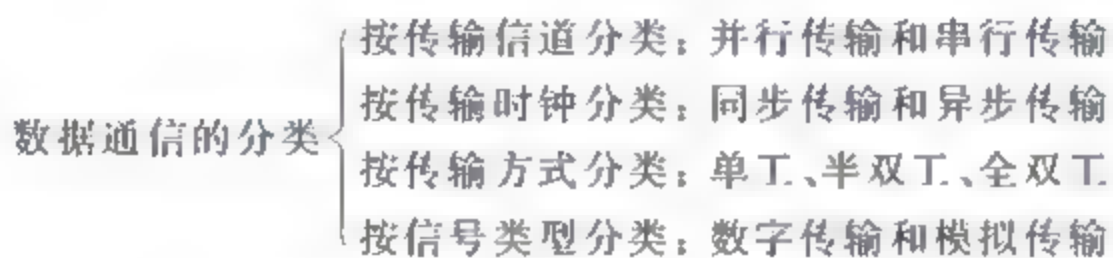 数据通信的分类
按传输信道分类：并行传输和串行传输
按传输时钟分类：同步传输和异步传输
按传输方式分类：单工、半双工、全双工
按信号类型分类：数字传输和模拟传输